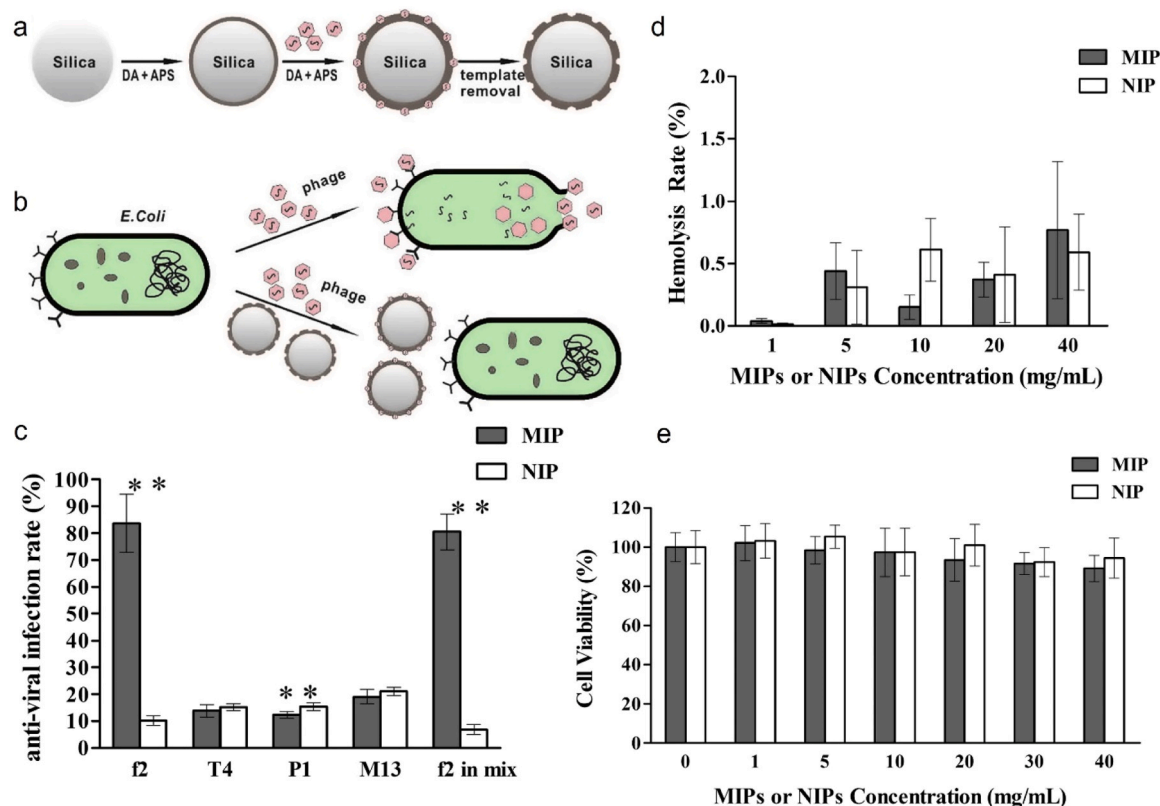 a
Silica
DA + APS
Silica
DA + APS
Silica
template
removal
Silica
b
E.Coli
phage
phage
c
MIP
NIP
anti-viral infection rate (%)
100
90
80
70
60
50
40
30
20
10
0
* *
* *
* *
f2 T4 P1 M13 f2 in mix
d
MIP
NIP
Hemolysis Rate (%)
2.0
1.5
1.0
0.5
0.0
1 5 10 20 40
MIPs or NIPs Concentration (mg/mL)
e
MIP
NIP
Cell Viability (%)
120
100
80
60
40
20
0
0 1 5 10 20 30 40
MIPs or NIPs Concentration (mg/mL)